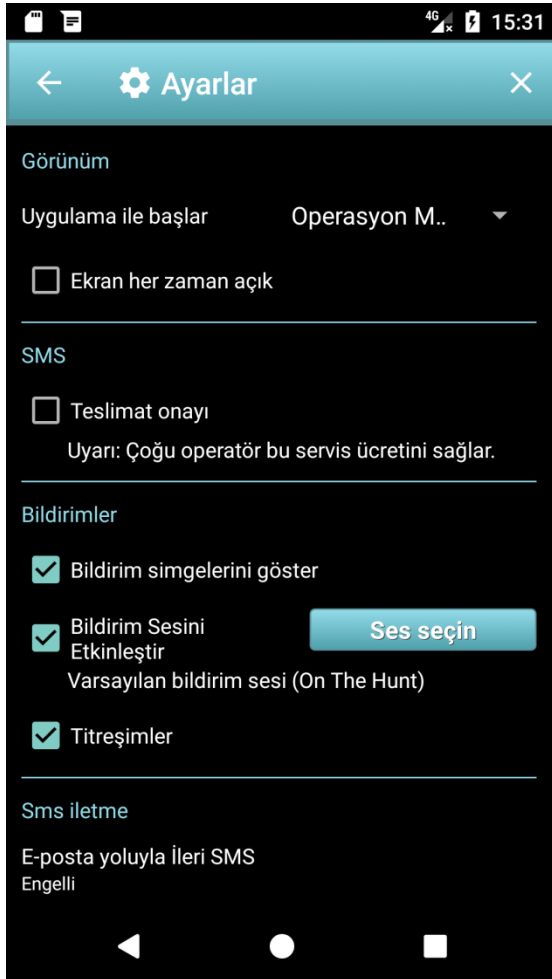 4G 15:31
Ayarlar
Görünüm
Uygulama ile başlar Operasyon M..
Ekran her zaman açık
SMS
Teslimat onayı
Uyarı: Çoğu operatör bu servis ücretini sağlar.
Bildirimler
Bildirim simgelerini göster
Bildirim Sesini
Etkinleştir
Ses seçin
Varsayılan bildirim sesi (On The Hunt)
Titreşimler
Sms iletme
E-posta yoluyla İleri SMS
Engelli